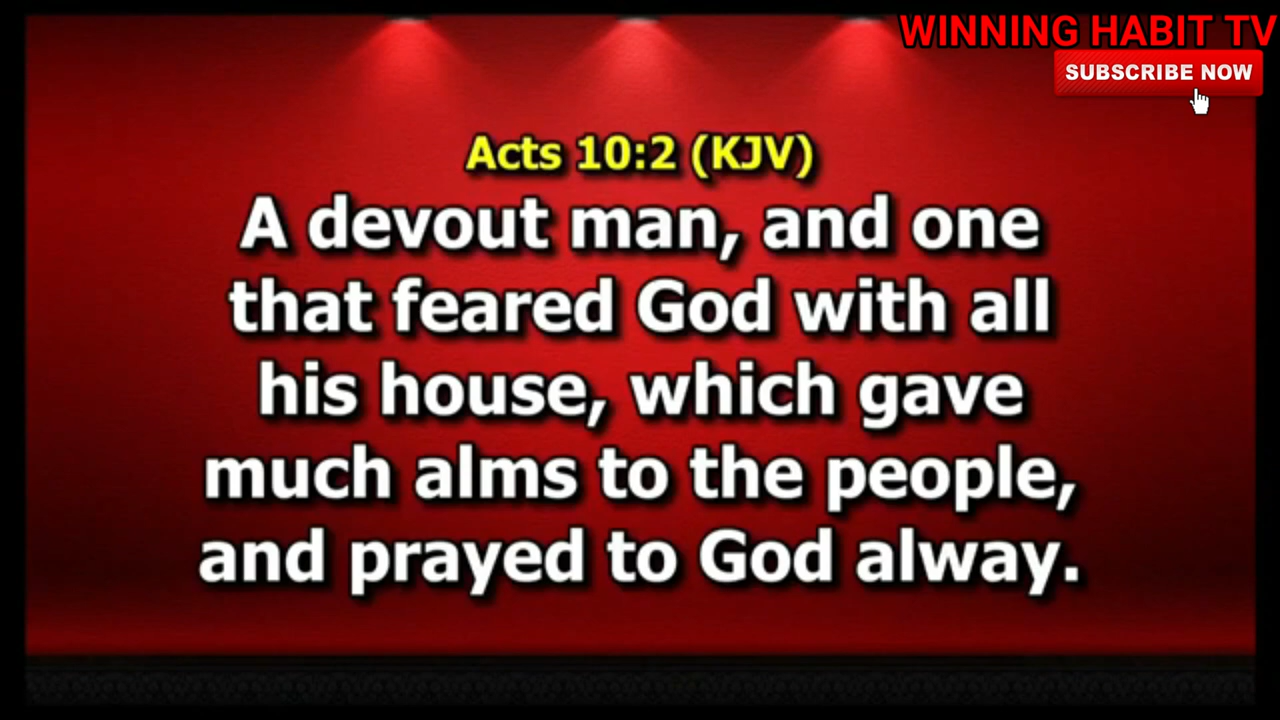 WINNING HABIT TV
SUBSCRIBE NOW
Acts 10:2 (KJV)
A devout man, and one
that feared God with all
his house, which gave
much alms to the people,
and prayed to God alway.